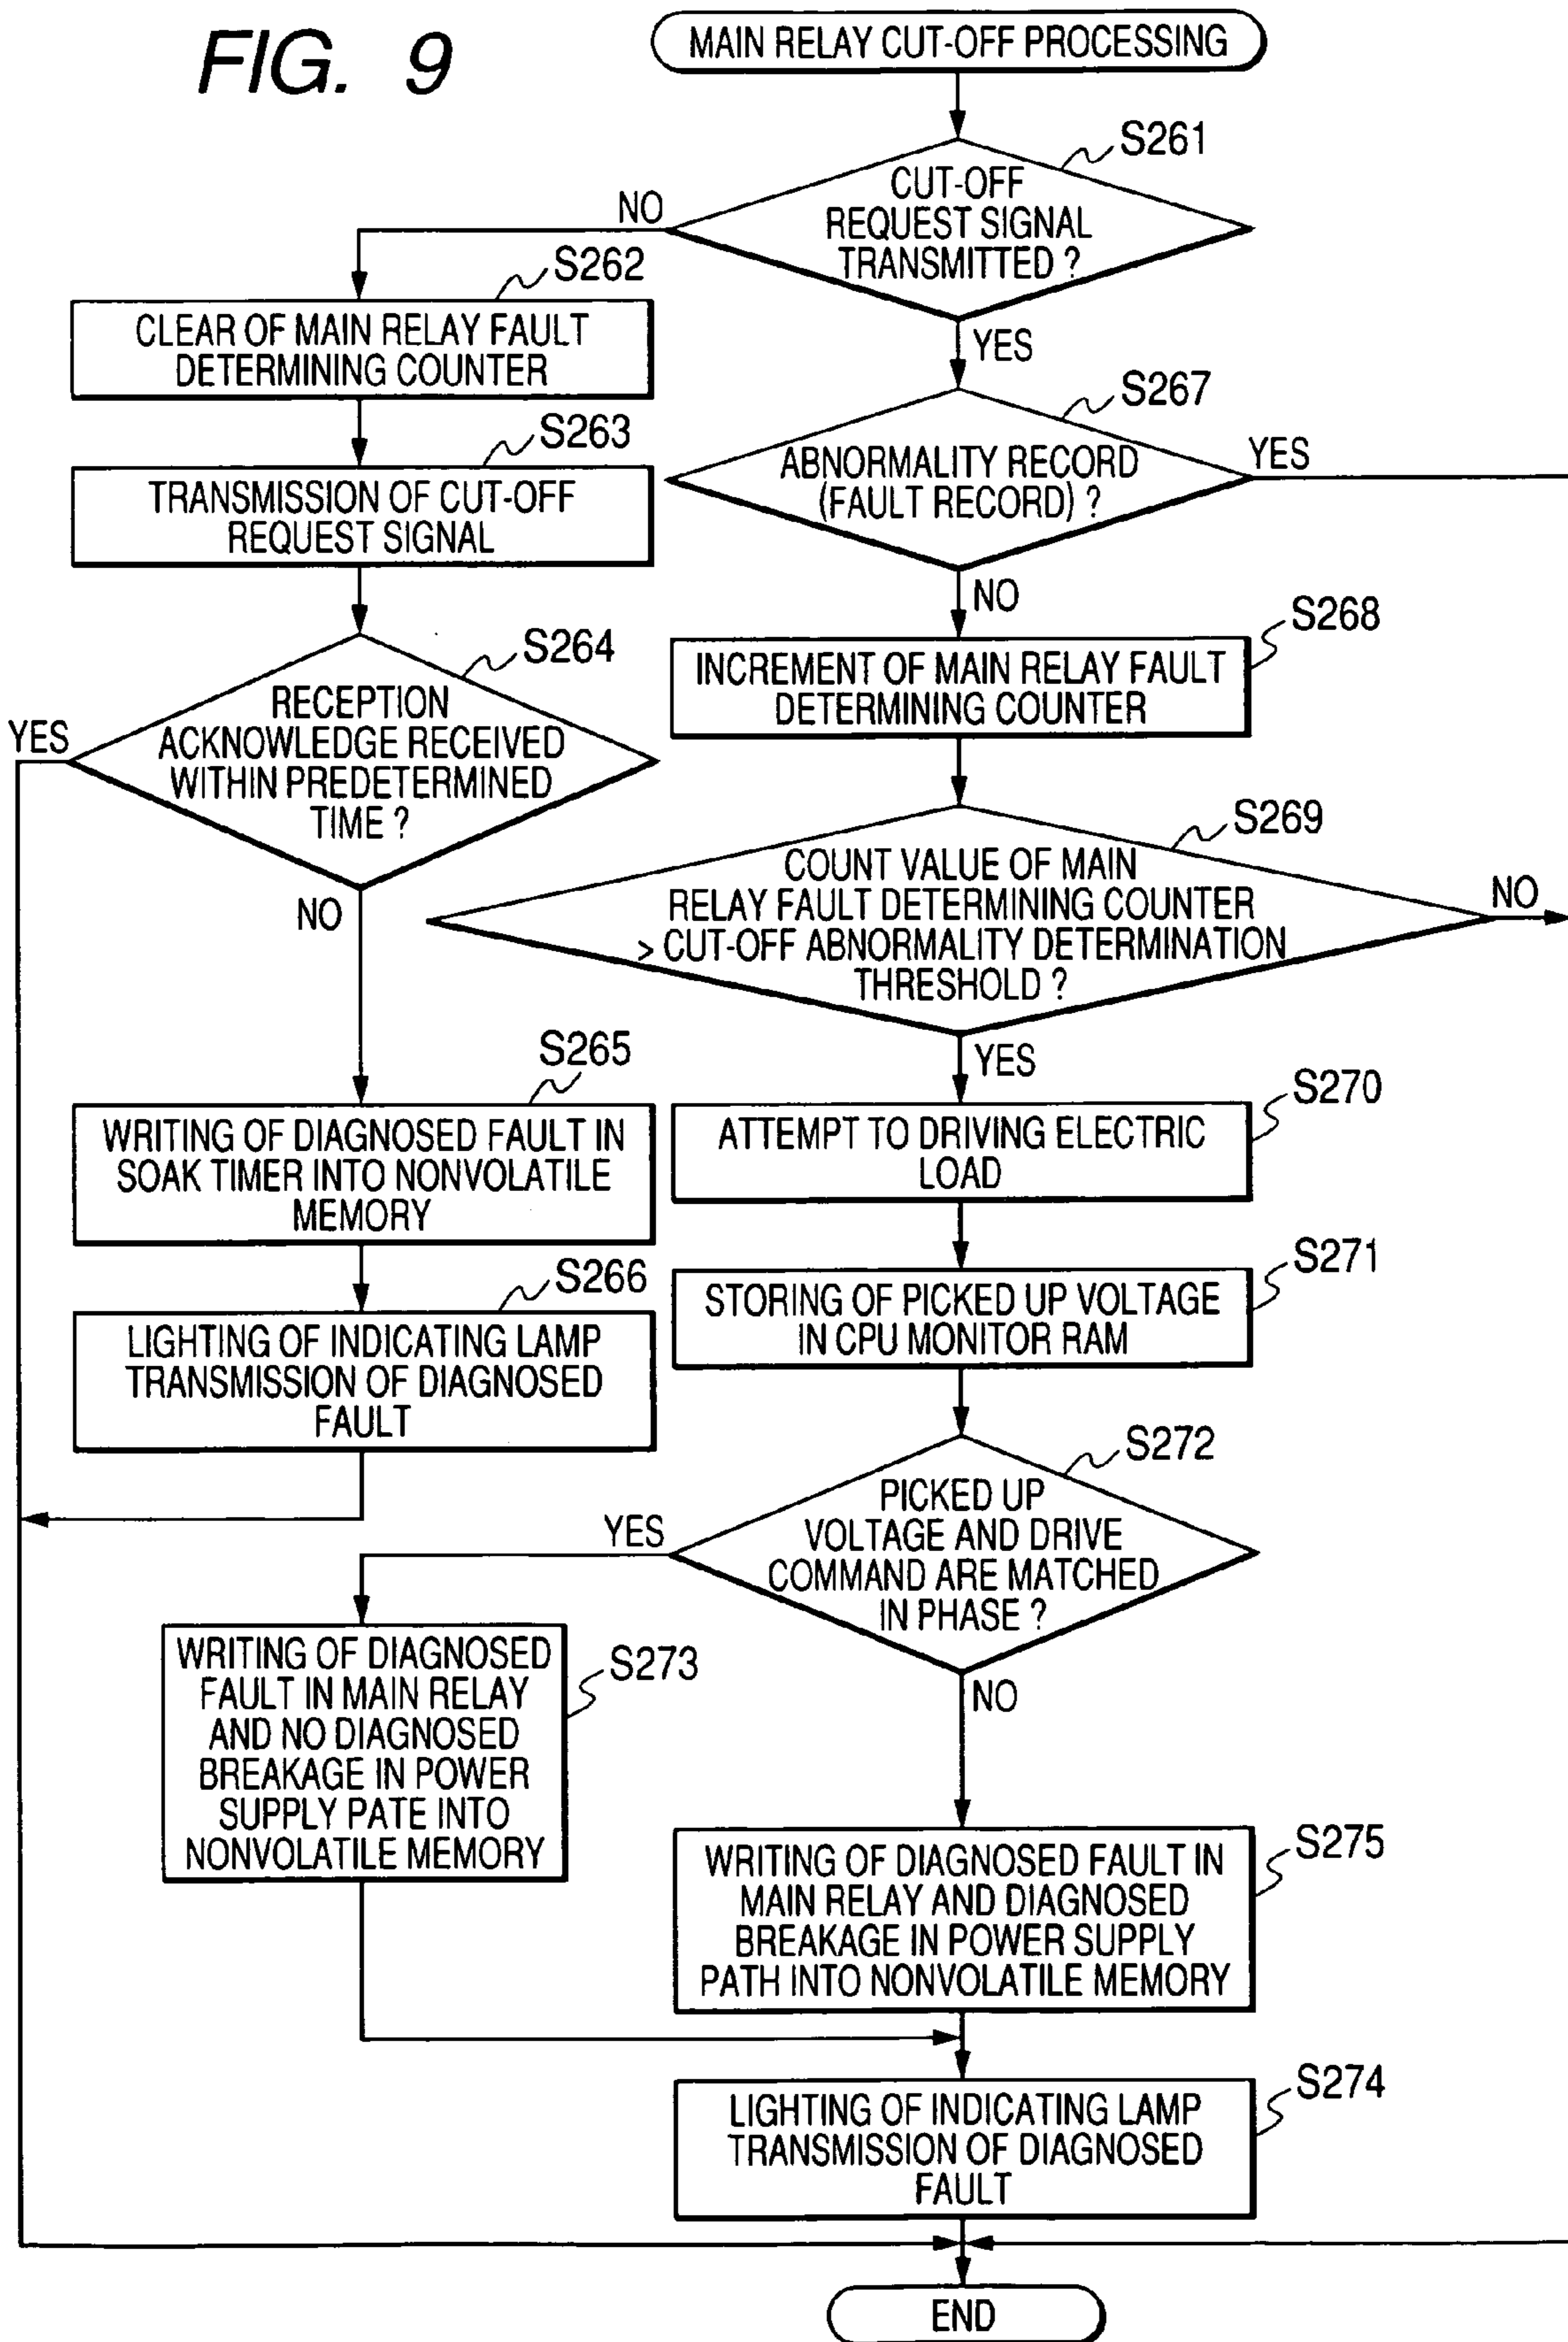 FIG. 9
MAIN RELAY CUT-OFF PROCESSING
S261
CUT-OFF
REQUEST SIGNAL
TRANSMITTED ?
NO
YES
S262
CLEAR OF MAIN RELAY FAULT
DETERMINING COUNTER
S263
TRANSMISSION OF CUT-OFF
REQUEST SIGNAL
S264
RECEPTION
ACKNOWLEDGE RECEIVED
WITHIN PREDETERMINED
TIME ?
YES
NO
S265
WRITING OF DIAGNOSED FAULT IN
SOAK TIMER INTO NONVOLATILE
MEMORY
S266
LIGHTING OF INDICATING LAMP
TRANSMISSION OF DIAGNOSED
FAULT
S267
ABNORMALITY RECORD
(FAULT RECORD) ?
YES
NO
S268
INCREMENT OF MAIN RELAY FAULT
DETERMINING COUNTER
S269
COUNT VALUE OF MAIN
RELAY FAULT DETERMINING COUNTER
> CUT-OFF ABNORMALITY DETERMINATION
THRESHOLD ?
NO
YES
S270
ATTEMPT TO DRIVING ELECTRIC
LOAD
S271
STORING OF PICKED UP VOLTAGE
IN CPU MONITOR RAM
S272
PICKED UP
VOLTAGE AND DRIVE
COMMAND ARE MATCHED
IN PHASE ?
YES
NO
S273
WRITING OF DIAGNOSED
FAULT IN MAIN RELAY
AND NO DIAGNOSED
BREAKAGE IN POWER
SUPPLY PATE INTO
NONVOLATILE MEMORY
S275
WRITING OF DIAGNOSED FAULT IN
MAIN RELAY AND DIAGNOSED
BREAKAGE IN POWER SUPPLY
PATH INTO NONVOLATILE MEMORY
S274
LIGHTING OF INDICATING LAMP
TRANSMISSION OF DIAGNOSED
FAULT
END